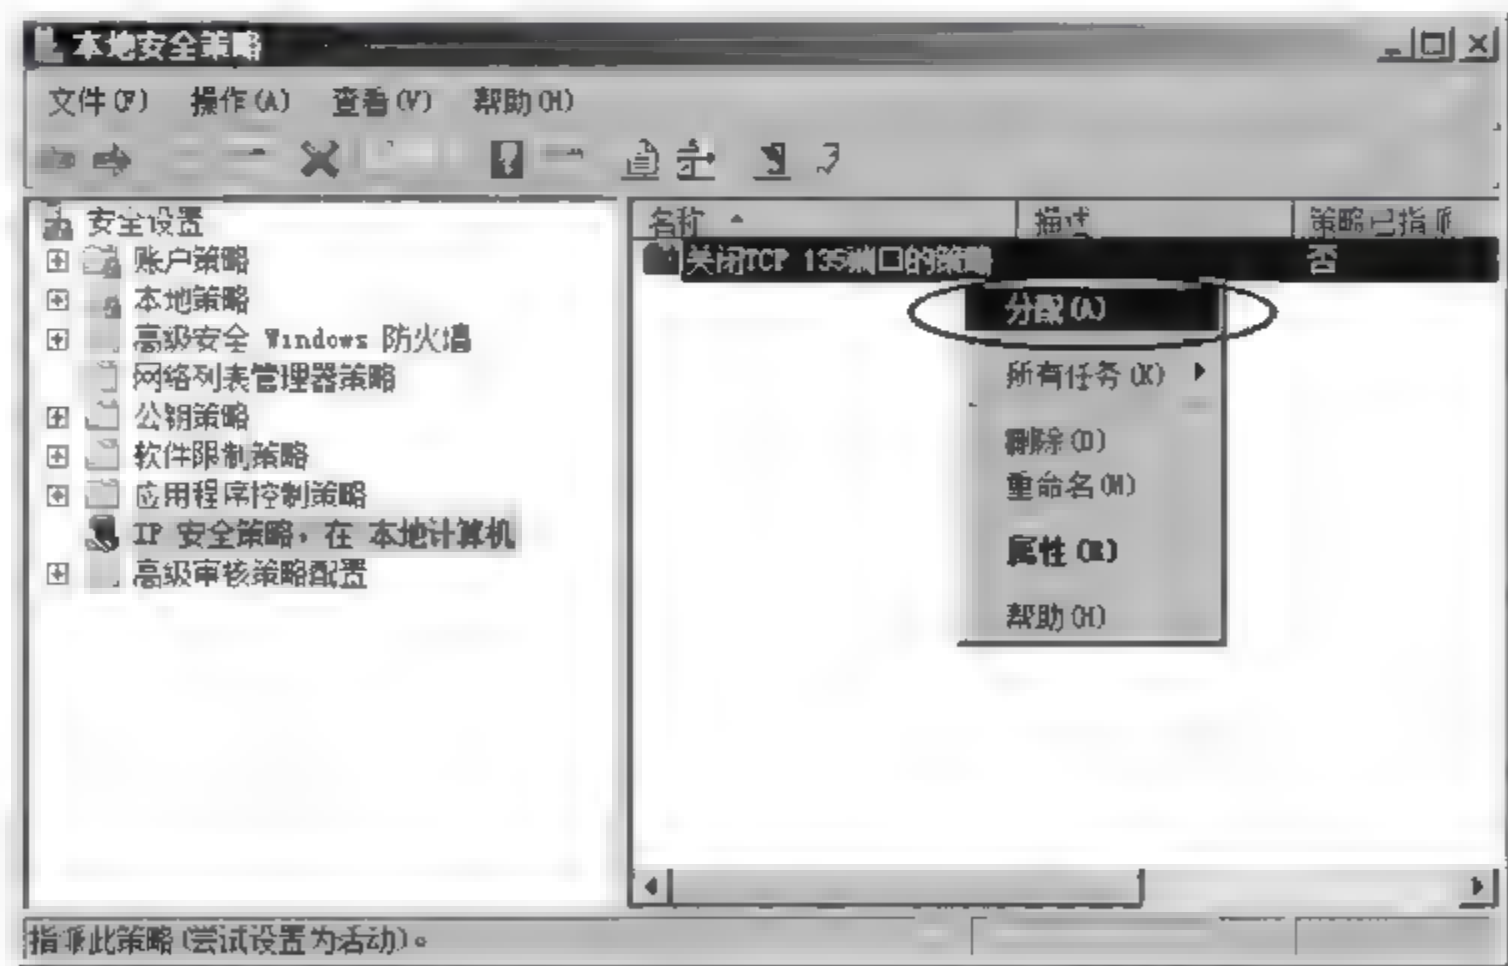 本地安全策略
文件(F) 操作(A) 查看(V) 帮助(H)
安全设置
账户策略
本地策略
高级安全 Windows 防火墙
网络列表管理器策略
公钥策略
软件限制策略
应用程序控制策略
IP 安全策略，在 本地计算机
高级审核策略配置
名称 描述 策略已指派
关闭TCP 135端口的策略 否
分配(A)
所有任务(K)
删除(D)
重命名(M)
属性(R)
帮助(H)
指派此策略(尝试设置为活动)。